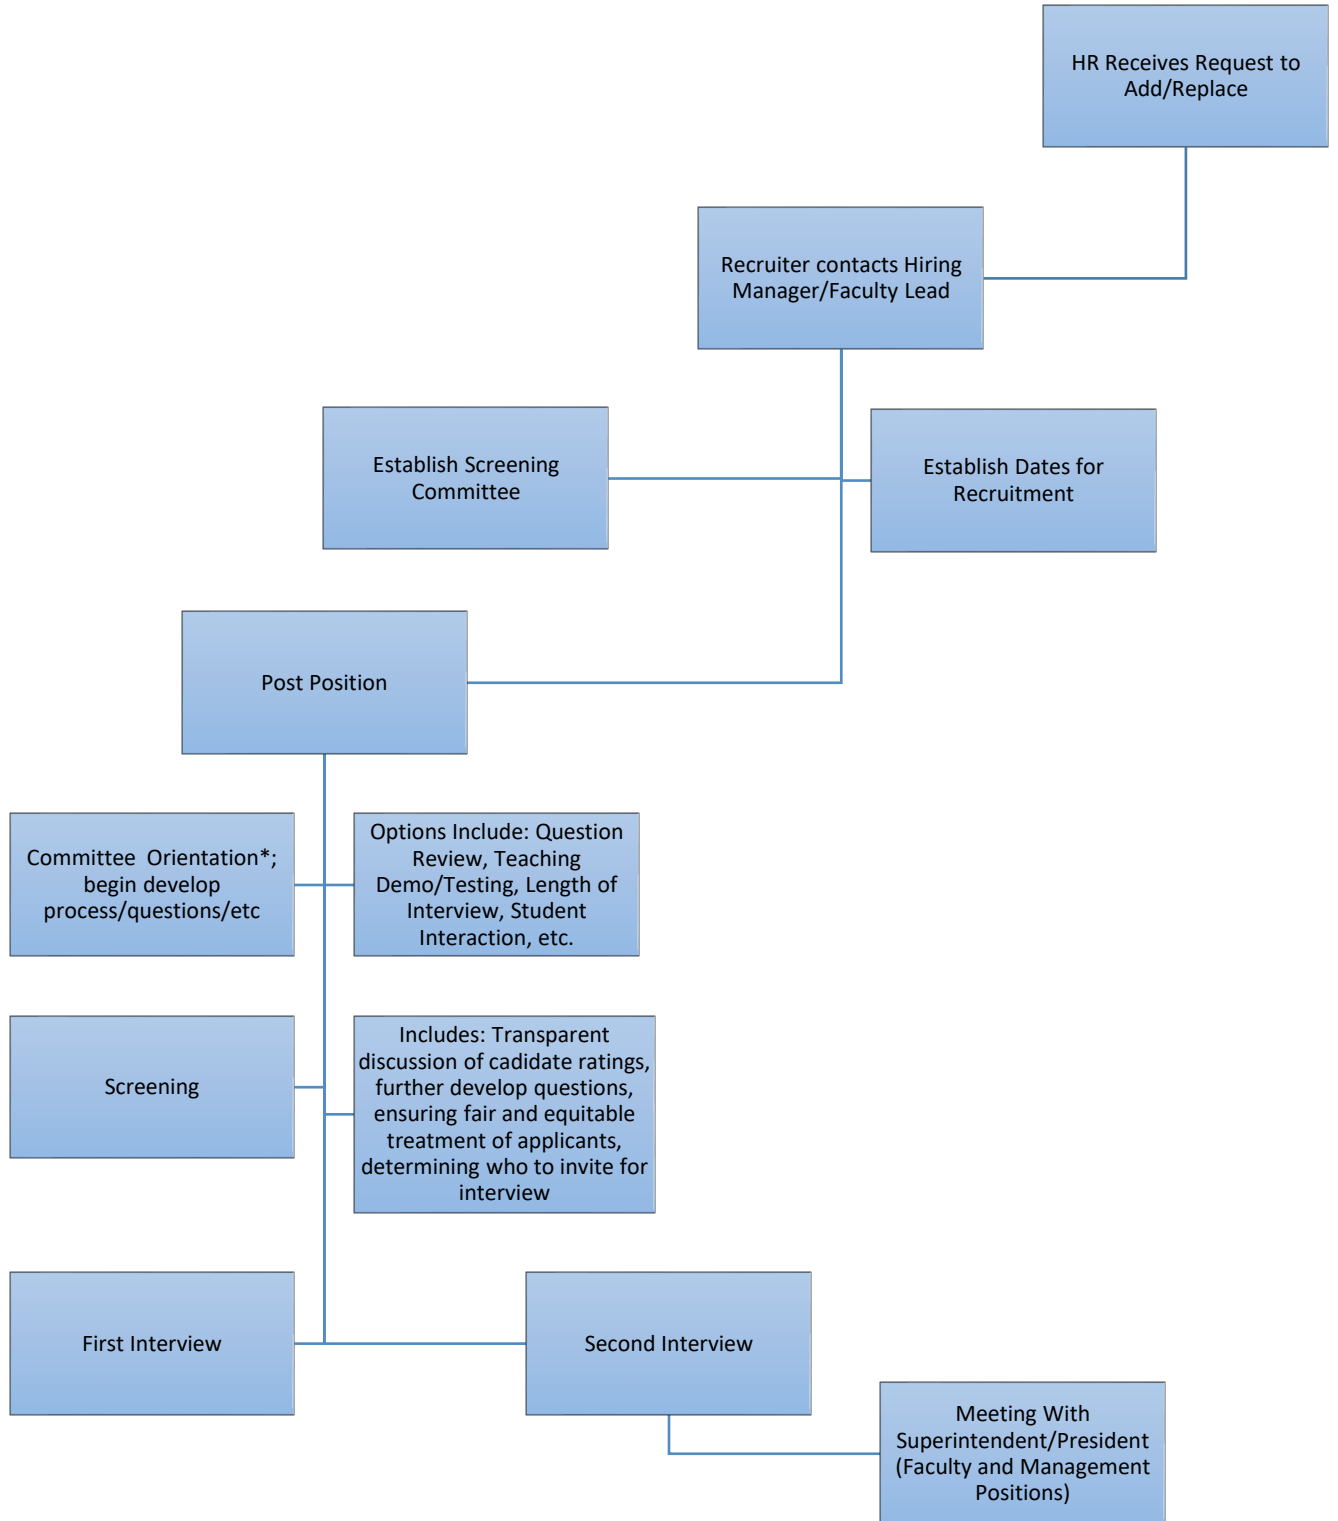 HR Receives Request to
Add/Replace
Recruiter contacts Hiring
Manager/Faculty Lead
Establish Screening
Committee
Establish Dates for
Recruitment
Post Position
Committee Orientation*;
begin develop
process/questions/etc
Options Include: Question
Review, Teaching
Demo/Testing, Length of
Interview, Student
Interaction, etc.
Screening
Includes: Transparent
discussion of cadidate ratings,
further develop questions,
ensuring fair and equitable
treatment of applicants,
determining who to invite for
interview
First Interview
Second Interview
Meeting With
Superintendent/President
(Faculty and Management
Positions)